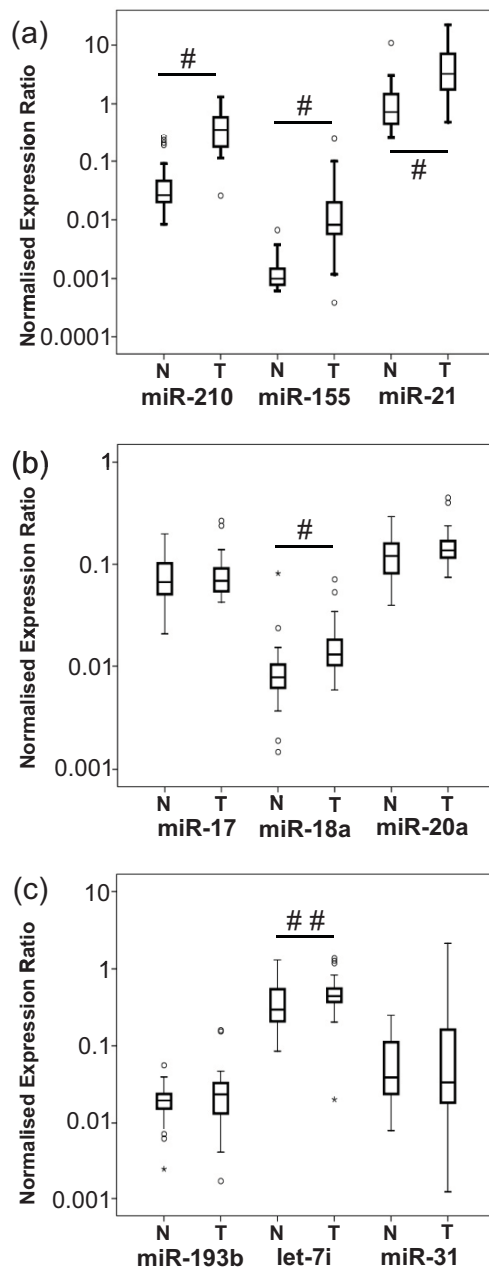 (a)
Normalised Expression Ratio
10
1
0.1
0.01
0.001
0.0001
#
#
#
N T N T N T
miR-210 miR-155 miR-21
(b)
Normalised Expression Ratio
1
0.1
0.01
0.001
#
N T N T N T
miR-17 miR-18a miR-20a
(c)
Normalised Expression Ratio
10
1
0.1
0.01
0.001
# #
N T N T N T
miR-193b let-7i miR-31